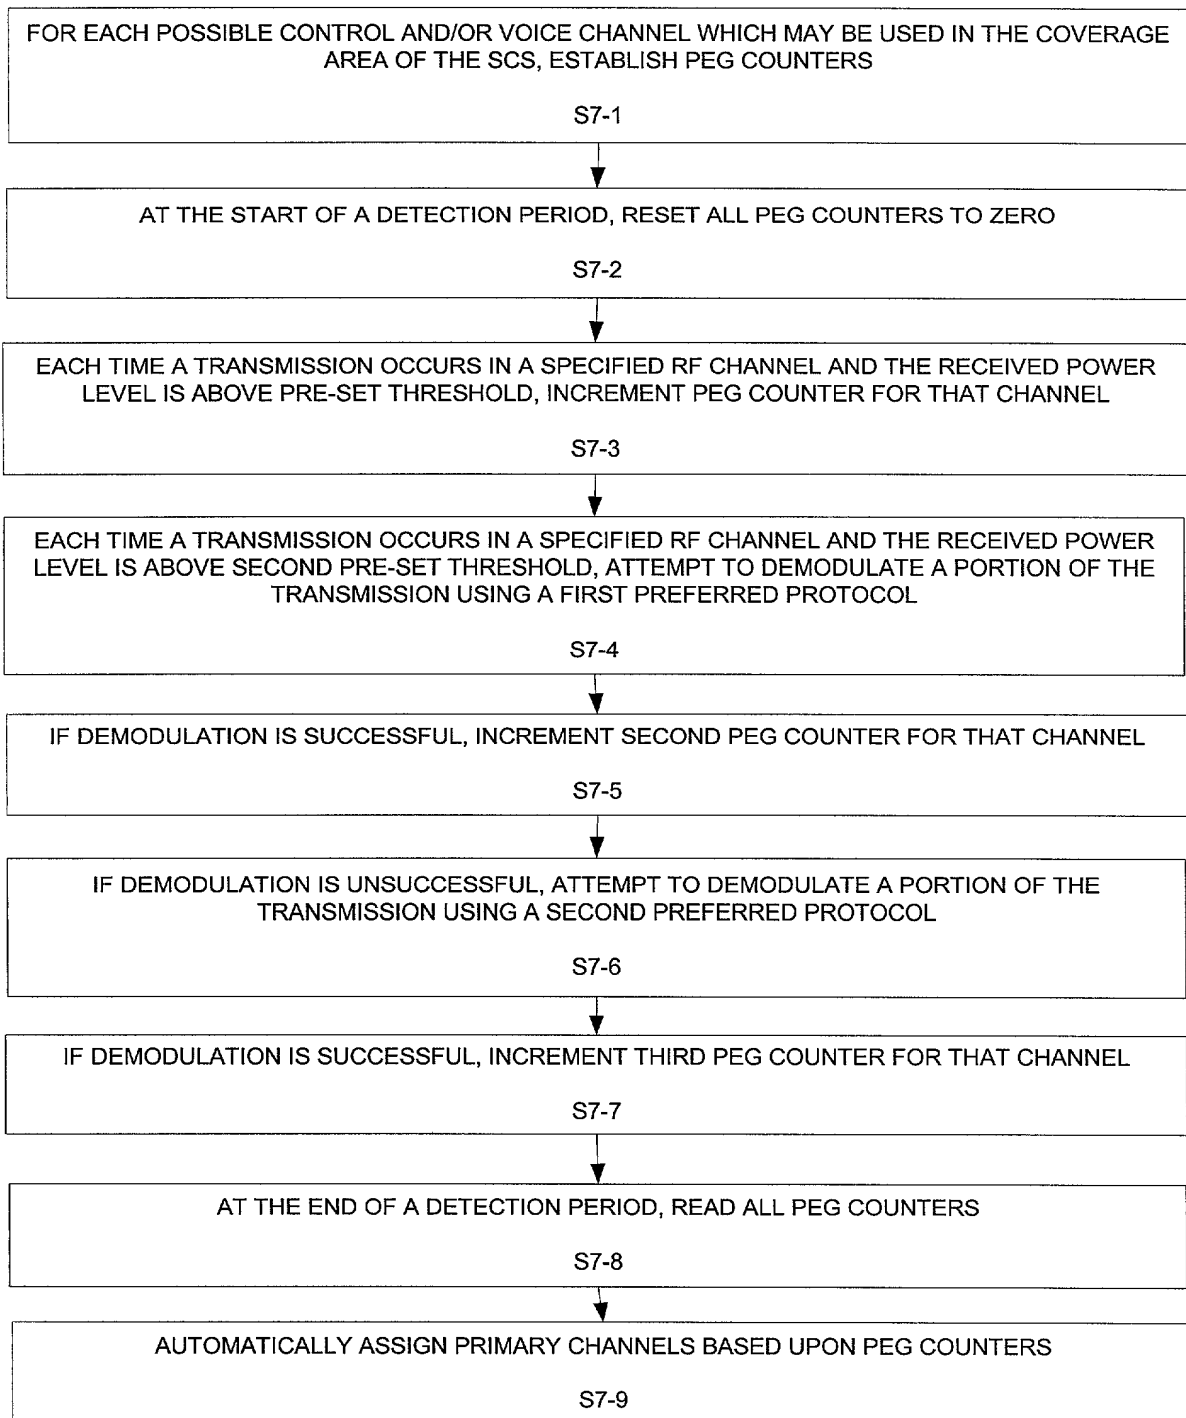 FOR EACH POSSIBLE CONTROL AND/OR VOICE CHANNEL WHICH MAY BE USED IN THE COVERAGE
AREA OF THE SCS, ESTABLISH PEG COUNTERS
S7-1
AT THE START OF A DETECTION PERIOD, RESET ALL PEG COUNTERS TO ZERO
S7-2
EACH TIME A TRANSMISSION OCCURS IN A SPECIFIED RF CHANNEL AND THE RECEIVED POWER
LEVEL IS ABOVE PRE-SET THRESHOLD, INCREMENT PEG COUNTER FOR THAT CHANNEL
S7-3
EACH TIME A TRANSMISSION OCCURS IN A SPECIFIED RF CHANNEL AND THE RECEIVED POWER
LEVEL IS ABOVE SECOND PRE-SET THRESHOLD, ATTEMPT TO DEMODULATE A PORTION OF THE
TRANSMISSION USING A FIRST PREFERRED PROTOCOL
S7-4
IF DEMODULATION IS SUCCESSFUL, INCREMENT SECOND PEG COUNTER FOR THAT CHANNEL
S7-5
IF DEMODULATION IS UNSUCCESSFUL, ATTEMPT TO DEMODULATE A PORTION OF THE
TRANSMISSION USING A SECOND PREFERRED PROTOCOL
S7-6
IF DEMODULATION IS SUCCESSFUL, INCREMENT THIRD PEG COUNTER FOR THAT CHANNEL
S7-7
AT THE END OF A DETECTION PERIOD, READ ALL PEG COUNTERS
S7-8
AUTOMATICALLY ASSIGN PRIMARY CHANNELS BASED UPON PEG COUNTERS
S7-9